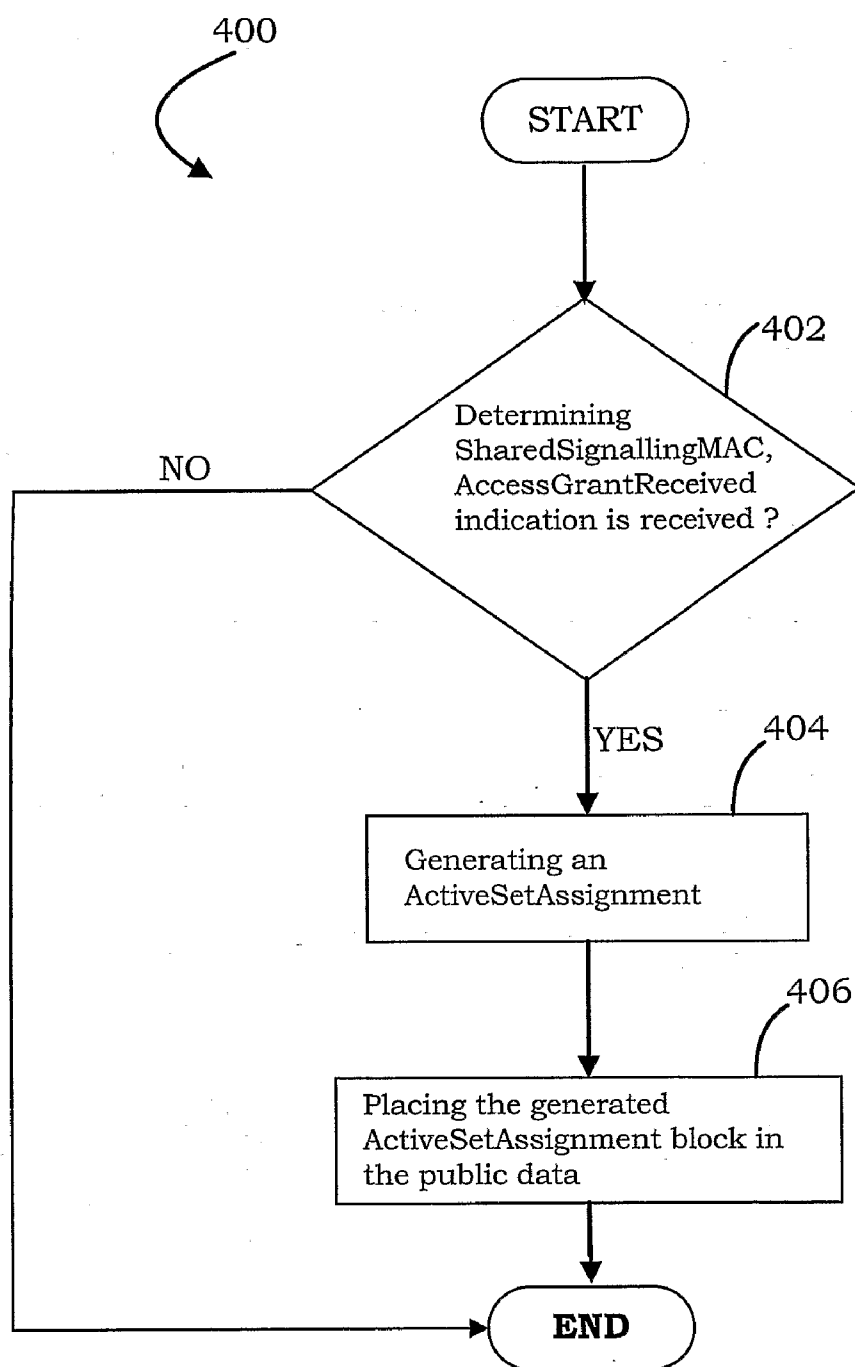 400
START
402
Determining
SharedSignallingMAC,
AccessGrantReceived
indication is received ?
NO
YES
404
Generating an
ActiveSetAssignment
406
Placing the generated
ActiveSetAssignment block in
the public data
END